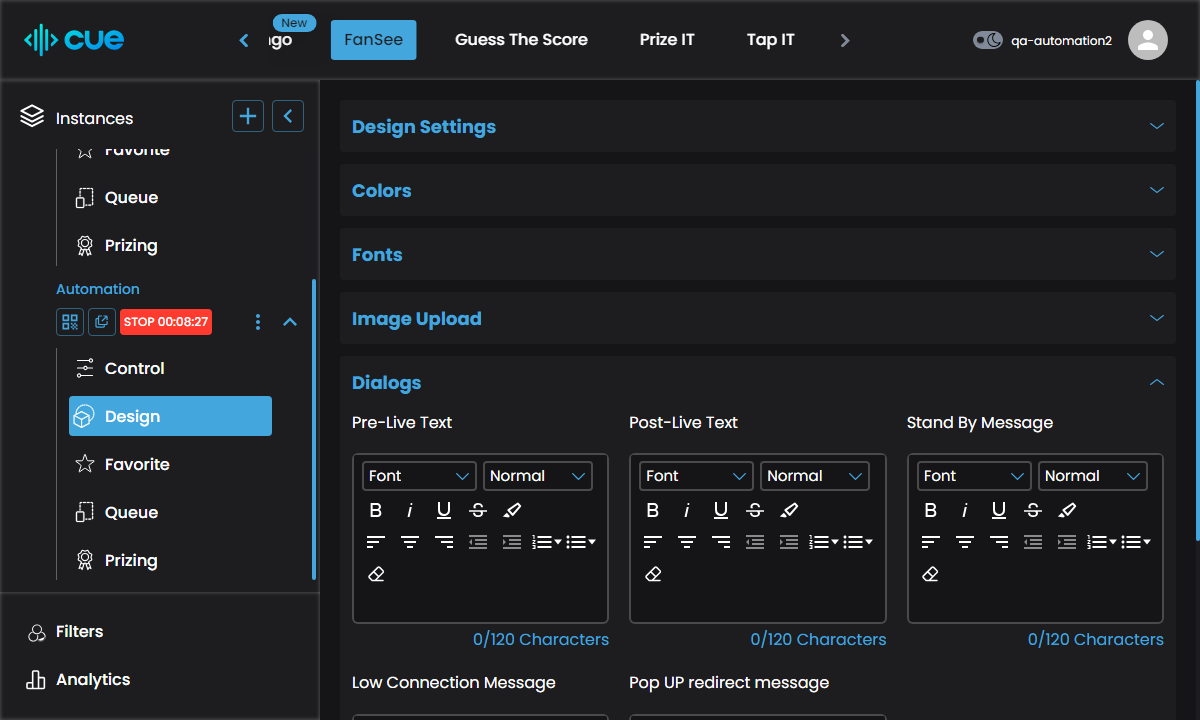 cue
New
ngo
FanSee
Guess The Score
Prize IT
Tap IT
qa-automation2
Instances
Favorite
Queue
Prizing
Automation
STOP 00:08:27
Control
Design
Favorite
Queue
Prizing
Filters
Analytics
Design Settings
Colors
Fonts
Image Upload
Dialogs
Pre-Live Text
Post-Live Text
Stand By Message
Font
Normal
Font
Normal
Font
Normal
B i U S
B i U S
B i U S
0/120 Characters
0/120 Characters
0/120 Characters
Low Connection Message
Pop UP redirect message